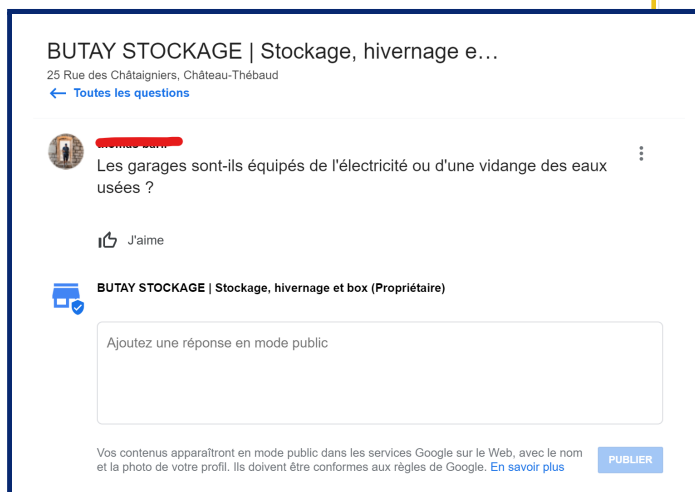 BUTAY STOCKAGE | Stockage, hivernage e...
25 Rue des Châtaigniers, Château-Thébaud
← Toutes les questions
Les garages sont-ils équipés de l'électricité ou d'une vidange des eaux
usées ?
J'aime
BUTAY STOCKAGE | Stockage, hivernage et box (Propriétaire)
Ajoutez une réponse en mode public
Vos contenus apparaîtront en mode public dans les services Google sur le Web, avec le nom
et la photo de votre profil. Ils doivent être conformes aux règles de Google. En savoir plus
PUBLIER